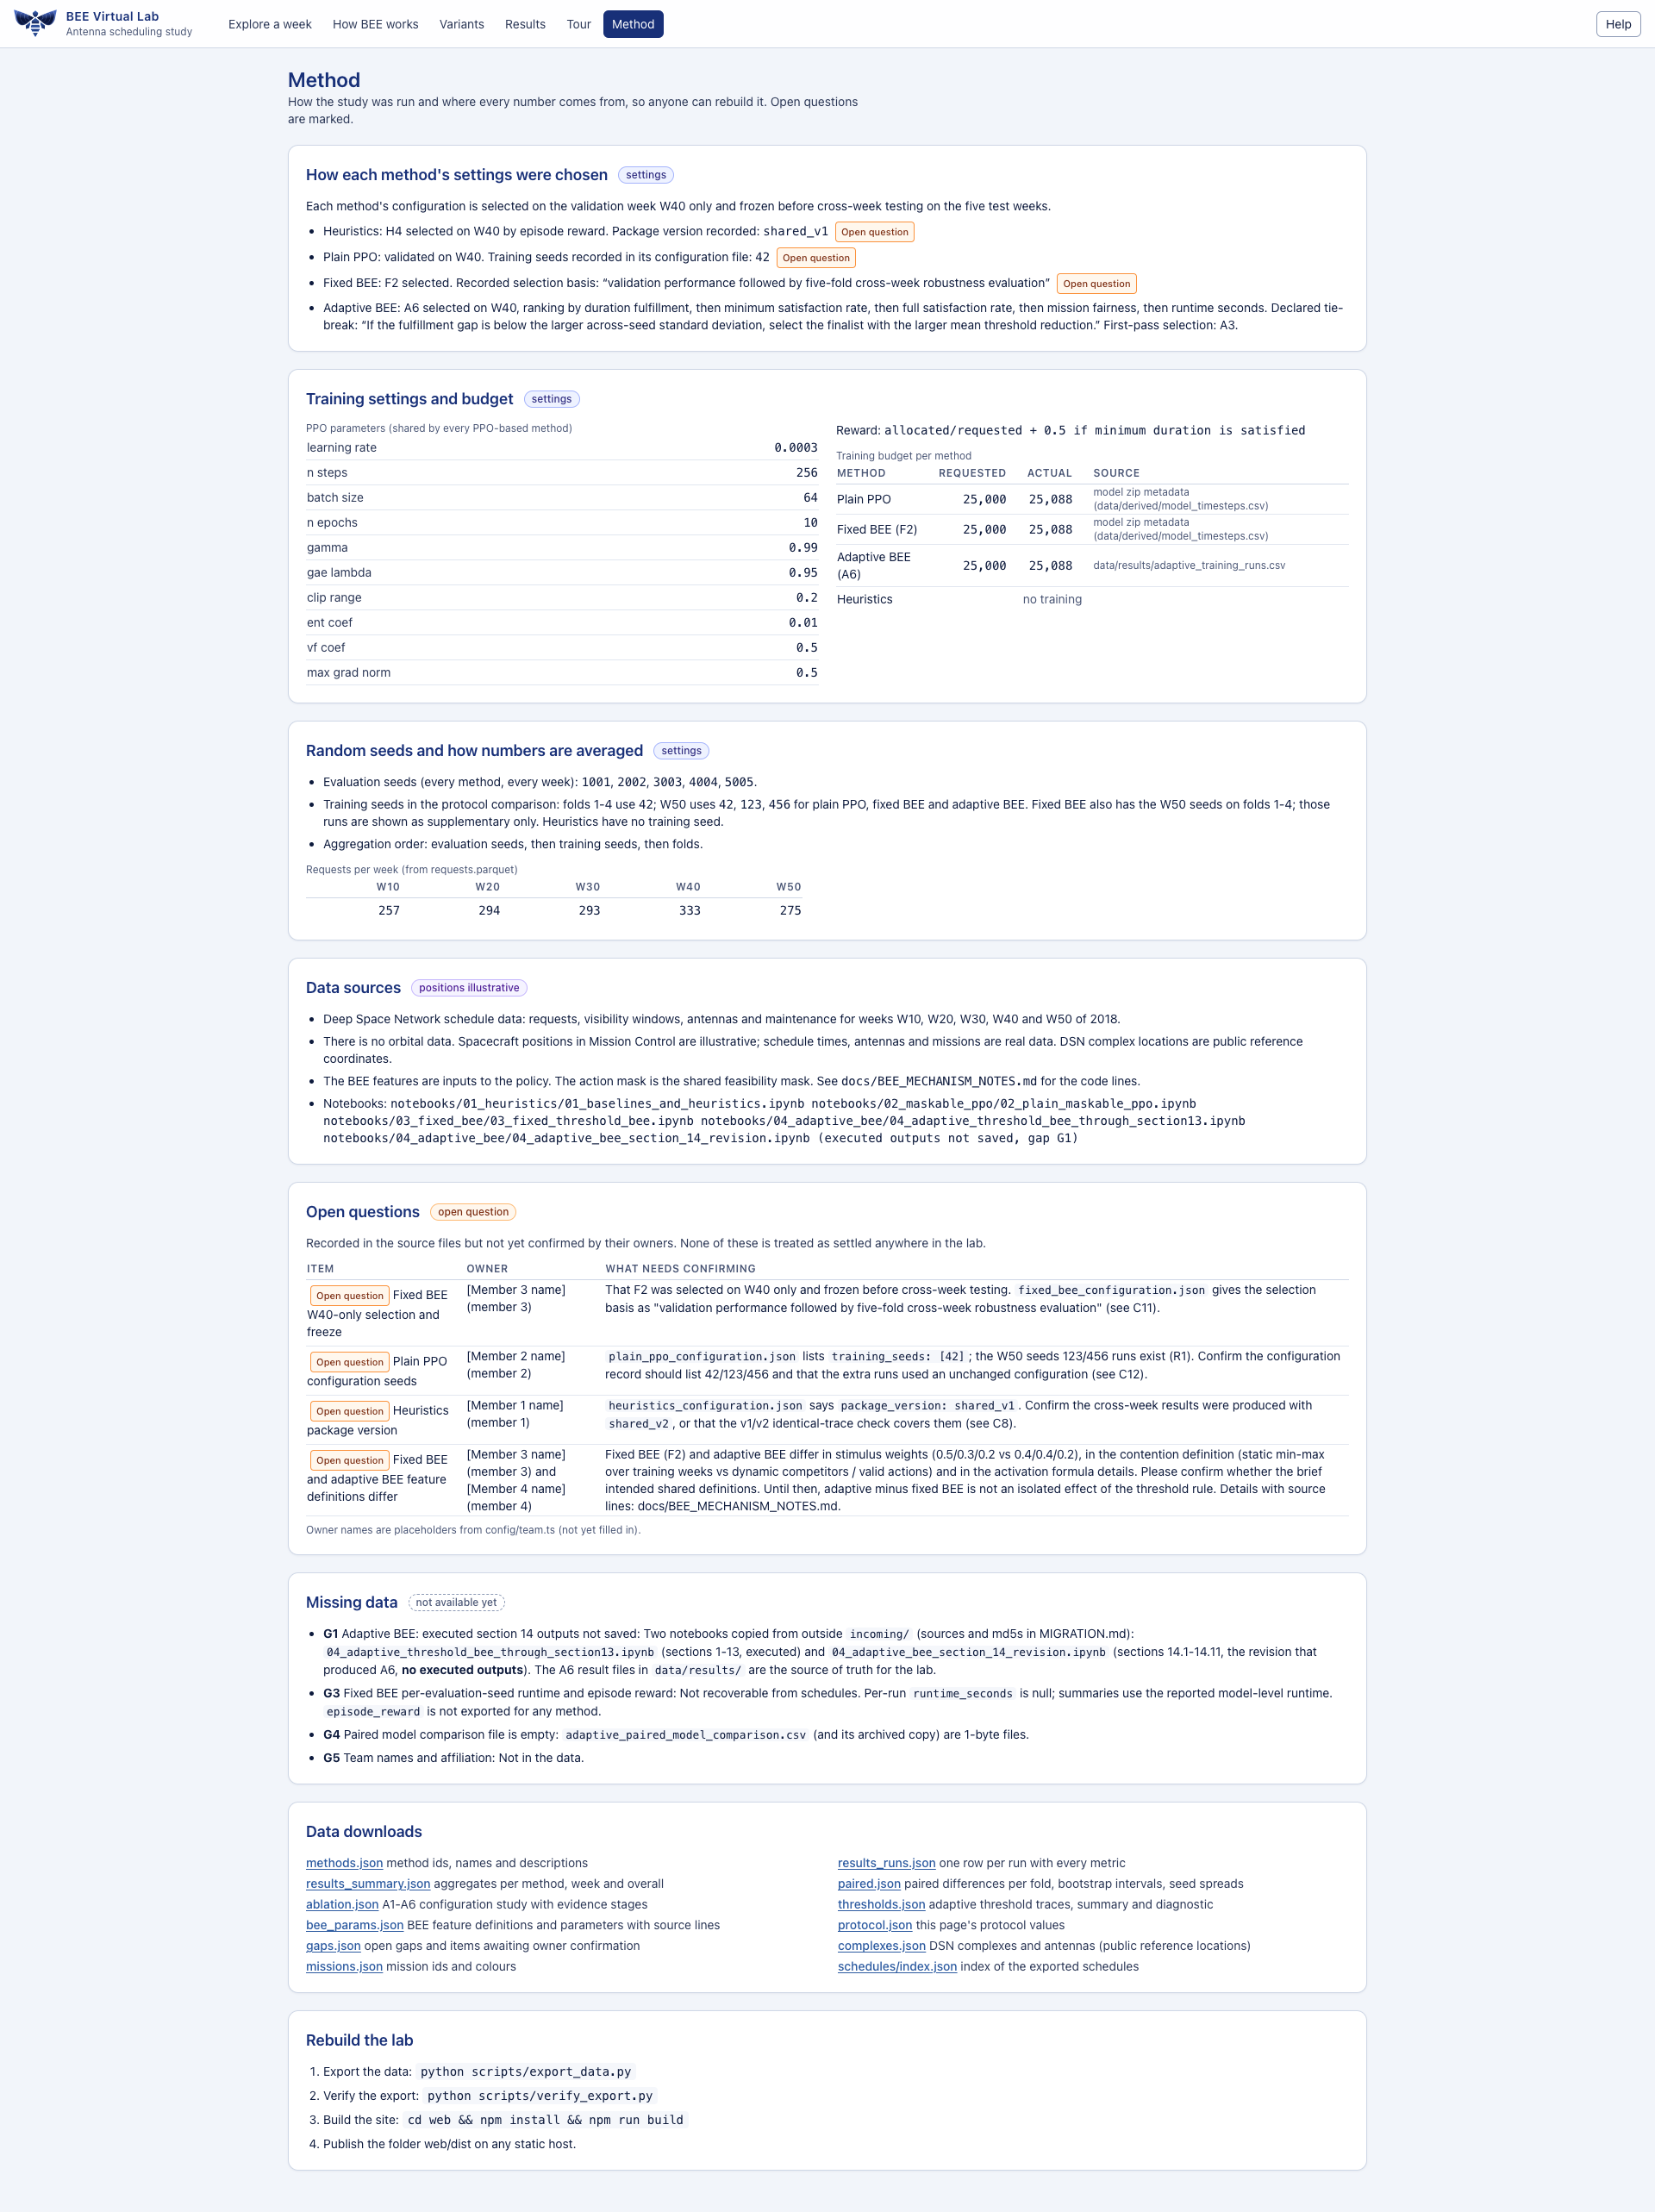 BEE Virtual Lab
Antenna scheduling study
Explore a week
How BEE works
Variants
Results
Tour
Method
Help
Method
How the study was run and where every number comes from, so anyone can rebuild it. Open questions
are marked.
How each method's settings were chosen settings
Each method's configuration is selected on the validation week W40 only and frozen before cross-week testing on the five test weeks.
• Heuristics: H4 selected on W40 by episode reward. Package version recorded: shared_v1 Open question
• Plain PPO: validated on W40. Training seeds recorded in its configuration file: 42 Open question
• Fixed BEE: F2 selected. Recorded selection basis: “validation performance followed by five-fold cross-week robustness evaluation” Open question
• Adaptive BEE: A6 selected on W40, ranking by duration fulfillment, then minimum satisfaction rate, then full satisfaction rate, then mission fairness, then runtime seconds. Declared tie-
break: “If the fulfillment gap is below the larger across-seed standard deviation, select the finalist with the larger mean threshold reduction.” First-pass selection: A3.
Training settings and budget settings
PPO parameters (shared by every PPO-based method)
learning rate 0.0003
n steps 256
batch size 64
n epochs 10
gamma 0.99
gae lambda 0.95
clip range 0.2
ent coef 0.01
vf coef 0.5
max grad norm 0.5
Reward: allocated/requested + 0.5 if minimum duration is satisfied
Training budget per method
METHOD REQUESTED ACTUAL SOURCE
Plain PPO 25,000 25,088 model zip metadata
(data/derived/model_timesteps.csv)
Fixed BEE (F2) 25,000 25,088 model zip metadata
(data/derived/model_timesteps.csv)
Adaptive BEE
(A6) 25,000 25,088 data/results/adaptive_training_runs.csv
Heuristics no training
Random seeds and how numbers are averaged settings
• Evaluation seeds (every method, every week): 1001, 2002, 3003, 4004, 5005.
• Training seeds in the protocol comparison: folds 1-4 use 42; W50 uses 42, 123, 456 for plain PPO, fixed BEE and adaptive BEE. Fixed BEE also has the W50 seeds on folds 1-4; those
runs are shown as supplementary only. Heuristics have no training seed.
• Aggregation order: evaluation seeds, then training seeds, then folds.
Requests per week (from requests.parquet)
W10 W20 W30 W40 W50
257 294 293 333 275
Data sources positions illustrative
• Deep Space Network schedule data: requests, visibility windows, antennas and maintenance for weeks W10, W20, W30, W40 and W50 of 2018.
• There is no orbital data. Spacecraft positions in Mission Control are illustrative; schedule times, antennas and missions are real data. DSN complex locations are public reference
coordinates.
• The BEE features are inputs to the policy. The action mask is the shared feasibility mask. See docs/BEE_MECHANISM_NOTES.md for the code lines.
• Notebooks: notebooks/01_heuristics/01_baselines_and_heuristics.ipynb notebooks/02_maskable_ppo/02_plain_maskable_ppo.ipynb
notebooks/03_fixed_bee/03_fixed_threshold_bee.ipynb notebooks/04_adaptive_bee/04_adaptive_threshold_bee_through_section13.ipynb
notebooks/04_adaptive_bee/04_adaptive_bee_section_14_revision.ipynb (executed outputs not saved, gap G1)
Open questions open question
Recorded in the source files but not yet confirmed by their owners. None of these is treated as settled anywhere in the lab.
ITEM OWNER WHAT NEEDS CONFIRMING
Open question Fixed BEE
W40-only selection and
freeze
[Member 3 name]
(member 3)
That F2 was selected on W40 only and frozen before cross-week testing. fixed_bee_configuration.json gives the selection
basis as "validation performance followed by five-fold cross-week robustness evaluation" (see C11).
Open question Plain PPO
configuration seeds
[Member 2 name]
(member 2)
plain_ppo_configuration.json lists training_seeds: [42] ; the W50 seeds 123/456 runs exist (R1). Confirm the configuration
record should list 42/123/456 and that the extra runs used an unchanged configuration (see C12).
Open question Heuristics
package version
[Member 1 name]
(member 1)
heuristics_configuration.json says package_version: shared_v1 . Confirm the cross-week results were produced with
shared_v2 , or that the v1/v2 identical-trace check covers them (see C8).
Open question Fixed BEE
and adaptive BEE feature
definitions differ
[Member 3 name]
(member 3) and
[Member 4 name]
(member 4)
Fixed BEE (F2) and adaptive BEE differ in stimulus weights (0.5/0.3/0.2 vs 0.4/0.4/0.2), in the contention definition (static min-max
over training weeks vs dynamic competitors / valid actions) and in the activation formula details. Please confirm whether the brief
intended shared definitions. Until then, adaptive minus fixed BEE is not an isolated effect of the threshold rule. Details with source
lines: docs/BEE_MECHANISM_NOTES.md.
Owner names are placeholders from config/team.ts (not yet filled in).
Missing data not available yet
• G1 Adaptive BEE: executed section 14 outputs not saved: Two notebooks copied from outside incoming/ (sources and md5s in MIGRATION.md):
04_adaptive_threshold_bee_through_section13.ipynb (sections 1-13, executed) and 04_adaptive_bee_section_14_revision.ipynb (sections 14.1-14.11, the revision that
produced A6, no executed outputs). The A6 result files in data/results/ are the source of truth for the lab.
• G3 Fixed BEE per-evaluation-seed runtime and episode reward: Not recoverable from schedules. Per-run runtime_seconds is null; summaries use the reported model-level runtime.
episode_reward is not exported for any method.
• G4 Paired model comparison file is empty: adaptive_paired_model_comparison.csv (and its archived copy) are 1-byte files.
• G5 Team names and affiliation: Not in the data.
Data downloads
methods.json method ids, names and descriptions
results_summary.json aggregates per method, week and overall
ablation.json A1-A6 configuration study with evidence stages
bee_params.json BEE feature definitions and parameters with source lines
gaps.json open gaps and items awaiting owner confirmation
missions.json mission ids and colours
results_runs.json one row per run with every metric
paired.json paired differences per fold, bootstrap intervals, seed spreads
thresholds.json adaptive threshold traces, summary and diagnostic
protocol.json this page's protocol values
complexes.json DSN complexes and antennas (public reference locations)
schedules/index.json index of the exported schedules
Rebuild the lab
1. Export the data: python scripts/export_data.py
2. Verify the export: python scripts/verify_export.py
3. Build the site: cd web && npm install && npm run build
4. Publish the folder web/dist on any static host.